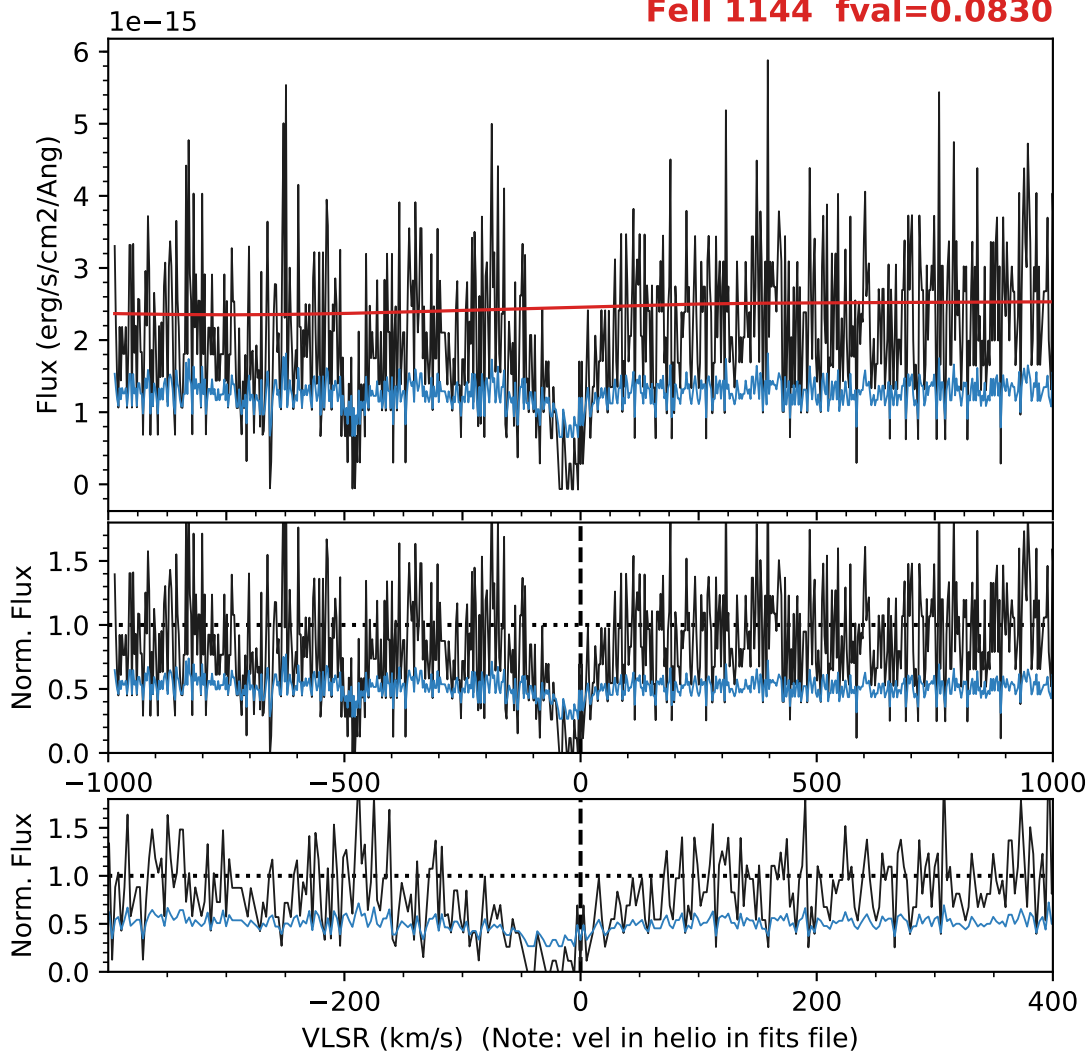 FeII 1144 fval=0.0830
1e−15
6
5
4
3
2
1
0
Flux (erg/s/cm2/Ang)
1.5
1.0
0.5
0.0
Norm. Flux
−1000 −500 0 500 1000
1.5
1.0
0.5
0.0
Norm. Flux
−200 0 200 400
VLSR (km/s) (Note: vel in helio in fits file)